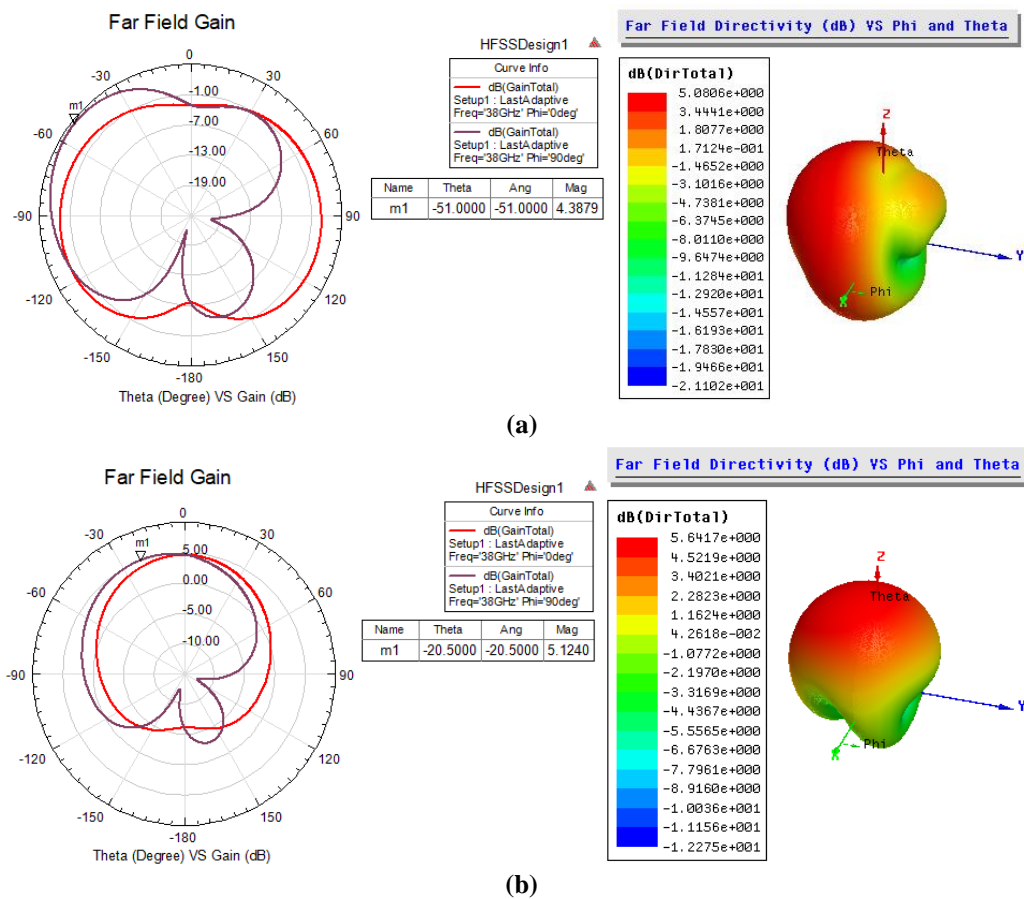 Far Field Gain
0
-30
30
m1
-60
60
-1.00
-7.00
-13.00
-19.00
-90
90
-120
120
-150
150
-180
Theta (Degree) VS Gain (dB)
HFSSDesign1
Curve Info
dB(GainTotal)
Setup1 : LastAdaptive
Freq='38GHz' Phi='0deg'
dB(GainTotal)
Setup1 : LastAdaptive
Freq='38GHz' Phi='90deg'
Name Theta Ang Mag
m1 -51.0000 -51.0000 4.3879
Far Field Directivity (dB) VS Phi and Theta
dB(DirTotal)
5.0806e+000
3.4441e+000
1.8077e+000
1.7124e-001
-1.4652e+000
-3.1016e+000
-4.7381e+000
-6.3745e+000
-8.0110e+000
-9.6474e+000
-1.1284e+001
-1.2920e+001
-1.4557e+001
-1.6193e+001
-1.7830e+001
-1.9466e+001
-2.1102e+001
Z
Theta
Y
Phi
X
(a)
Far Field Gain
0
-30
30
m1
5.00
-60
60
0.00
-5.00
-10.00
-90
90
-120
120
-150
150
-180
Theta (Degree) VS Gain (dB)
HFSSDesign1
Curve Info
dB(GainTotal)
Setup1 : LastAdaptive
Freq='38GHz' Phi='0deg'
dB(GainTotal)
Setup1 : LastAdaptive
Freq='38GHz' Phi='90deg'
Name Theta Ang Mag
m1 -20.5000 -20.5000 5.1240
Far Field Directivity (dB) VS Phi and Theta
dB(DirTotal)
5.6417e+000
4.5219e+000
3.4021e+000
2.2823e+000
1.1624e+000
4.2618e-002
-1.0772e+000
-2.1970e+000
-3.3169e+000
-4.4367e+000
-5.5565e+000
-6.6763e+000
-7.7961e+000
-8.9160e+000
-1.0036e+001
-1.1156e+001
-1.2275e+001
Z
Theta
Y
Phi
X
(b)